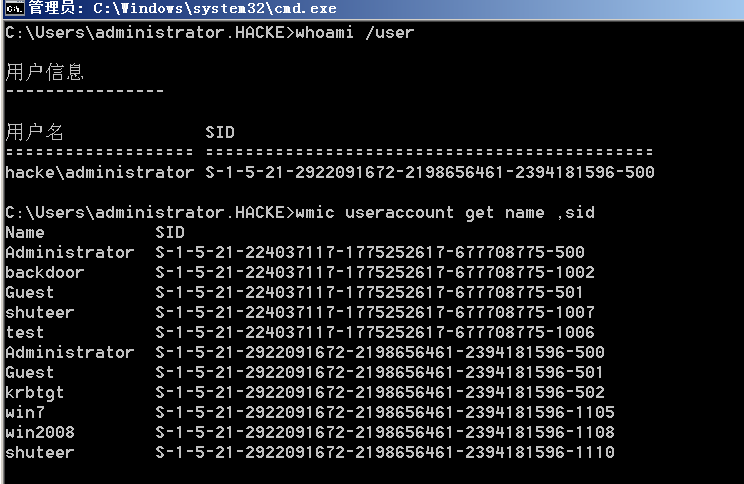 管理员: C:\Windows\system32\cmd.exe
C:\Users\administrator.HACKE>whoami /user
用户信息
----------------
用户名 SID
=================== =============================================
hacke\administrator S-1-5-21-2922091672-2198656461-2394181596-500
C:\Users\administrator.HACKE>wmic useraccount get name ,sid
Name SID
Administrator S-1-5-21-224037117-1775252617-677708775-500
backdoor S-1-5-21-224037117-1775252617-677708775-1002
Guest S-1-5-21-224037117-1775252617-677708775-501
shuteer S-1-5-21-224037117-1775252617-677708775-1007
test S-1-5-21-224037117-1775252617-677708775-1006
Administrator S-1-5-21-2922091672-2198656461-2394181596-500
Guest S-1-5-21-2922091672-2198656461-2394181596-501
krbtgt S-1-5-21-2922091672-2198656461-2394181596-502
win7 S-1-5-21-2922091672-2198656461-2394181596-1105
win2008 S-1-5-21-2922091672-2198656461-2394181596-1108
shuteer S-1-5-21-2922091672-2198656461-2394181596-1110